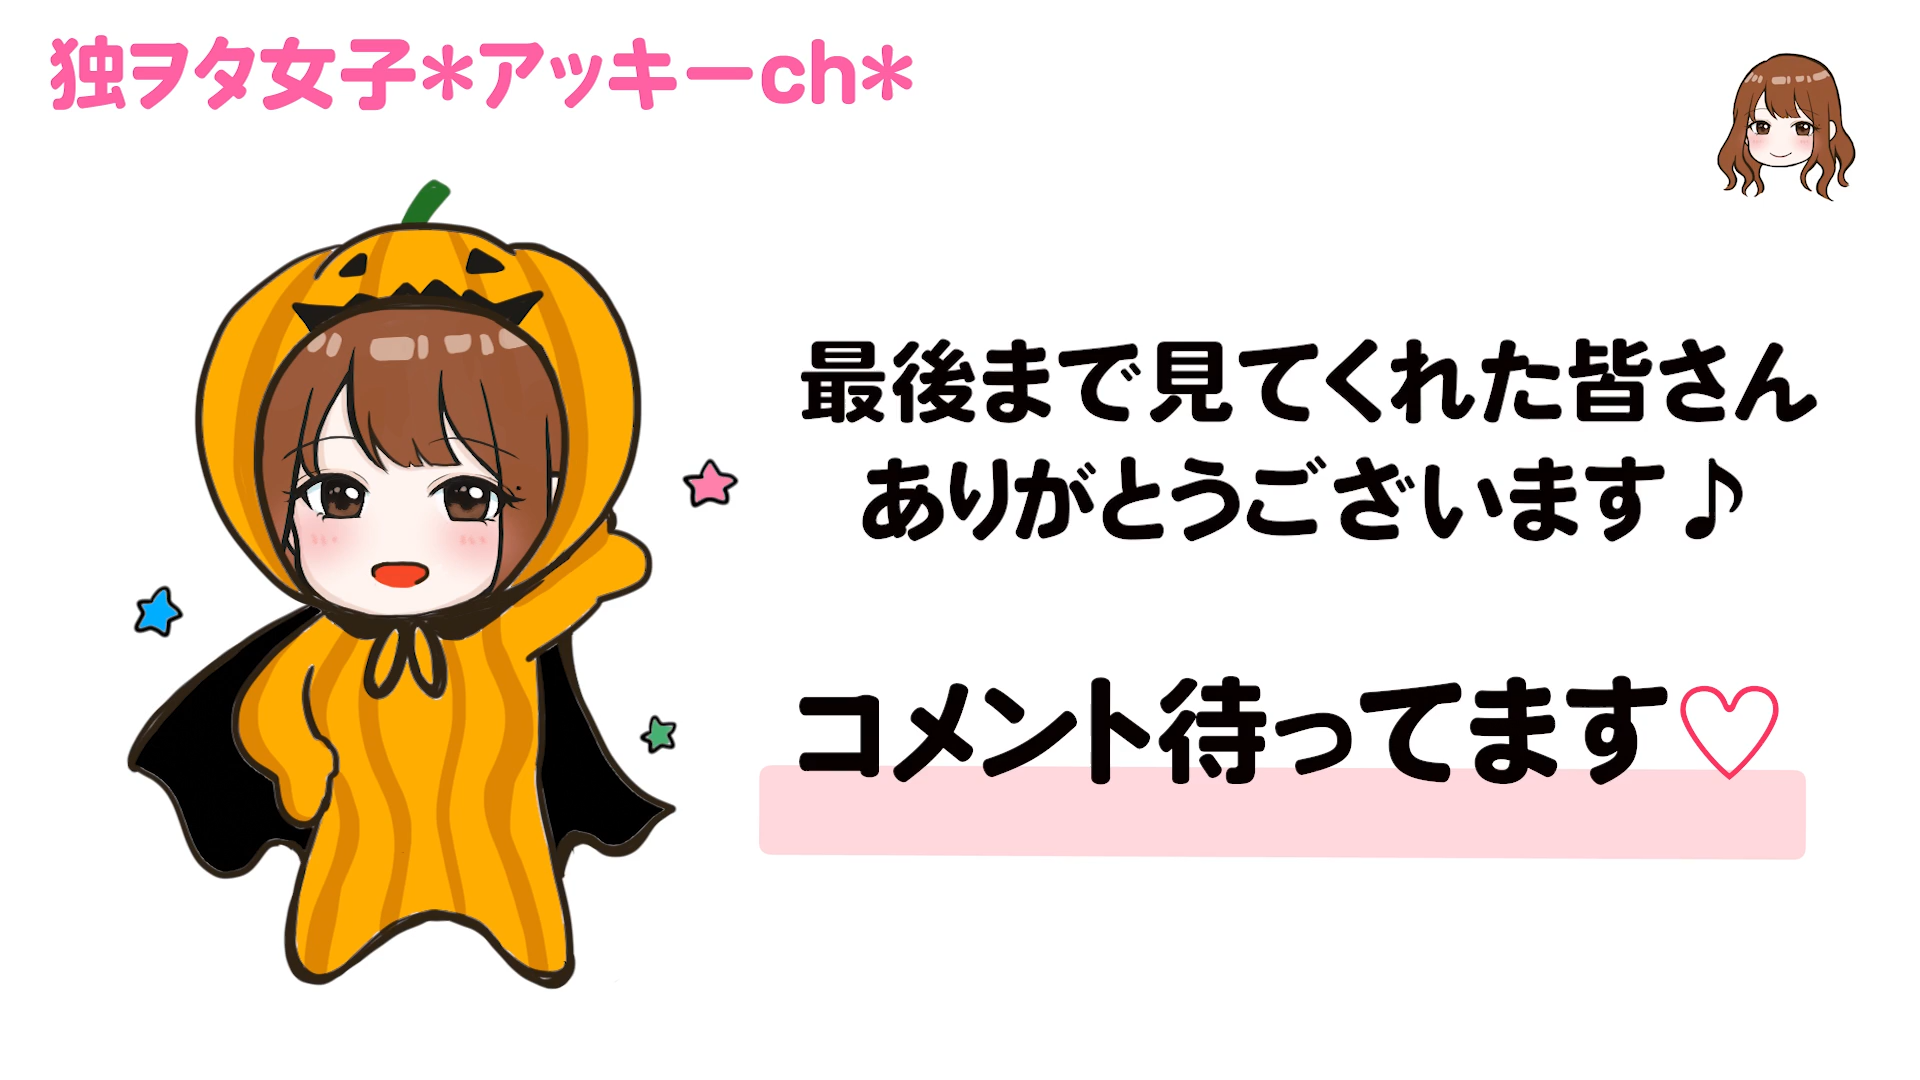 独ヲタ女子*アッキーch*
最後まで見てくれた皆さん
ありがとうございます♪
コメント待ってます♡